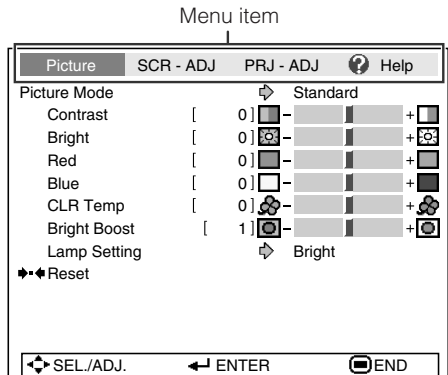 Menu item
Picture SCR - ADJ PRJ - ADJ ? Help
Picture Mode Standard
Contrast [ 0 ] - +
Bright [ 0 ] - +
Red [ 0 ] - +
Blue [ 0 ] - +
CLR Temp [ 0 ] - +
Bright Boost [ 1 ] - +
Lamp Setting Bright
Reset
SEL./ADJ. ENTER END